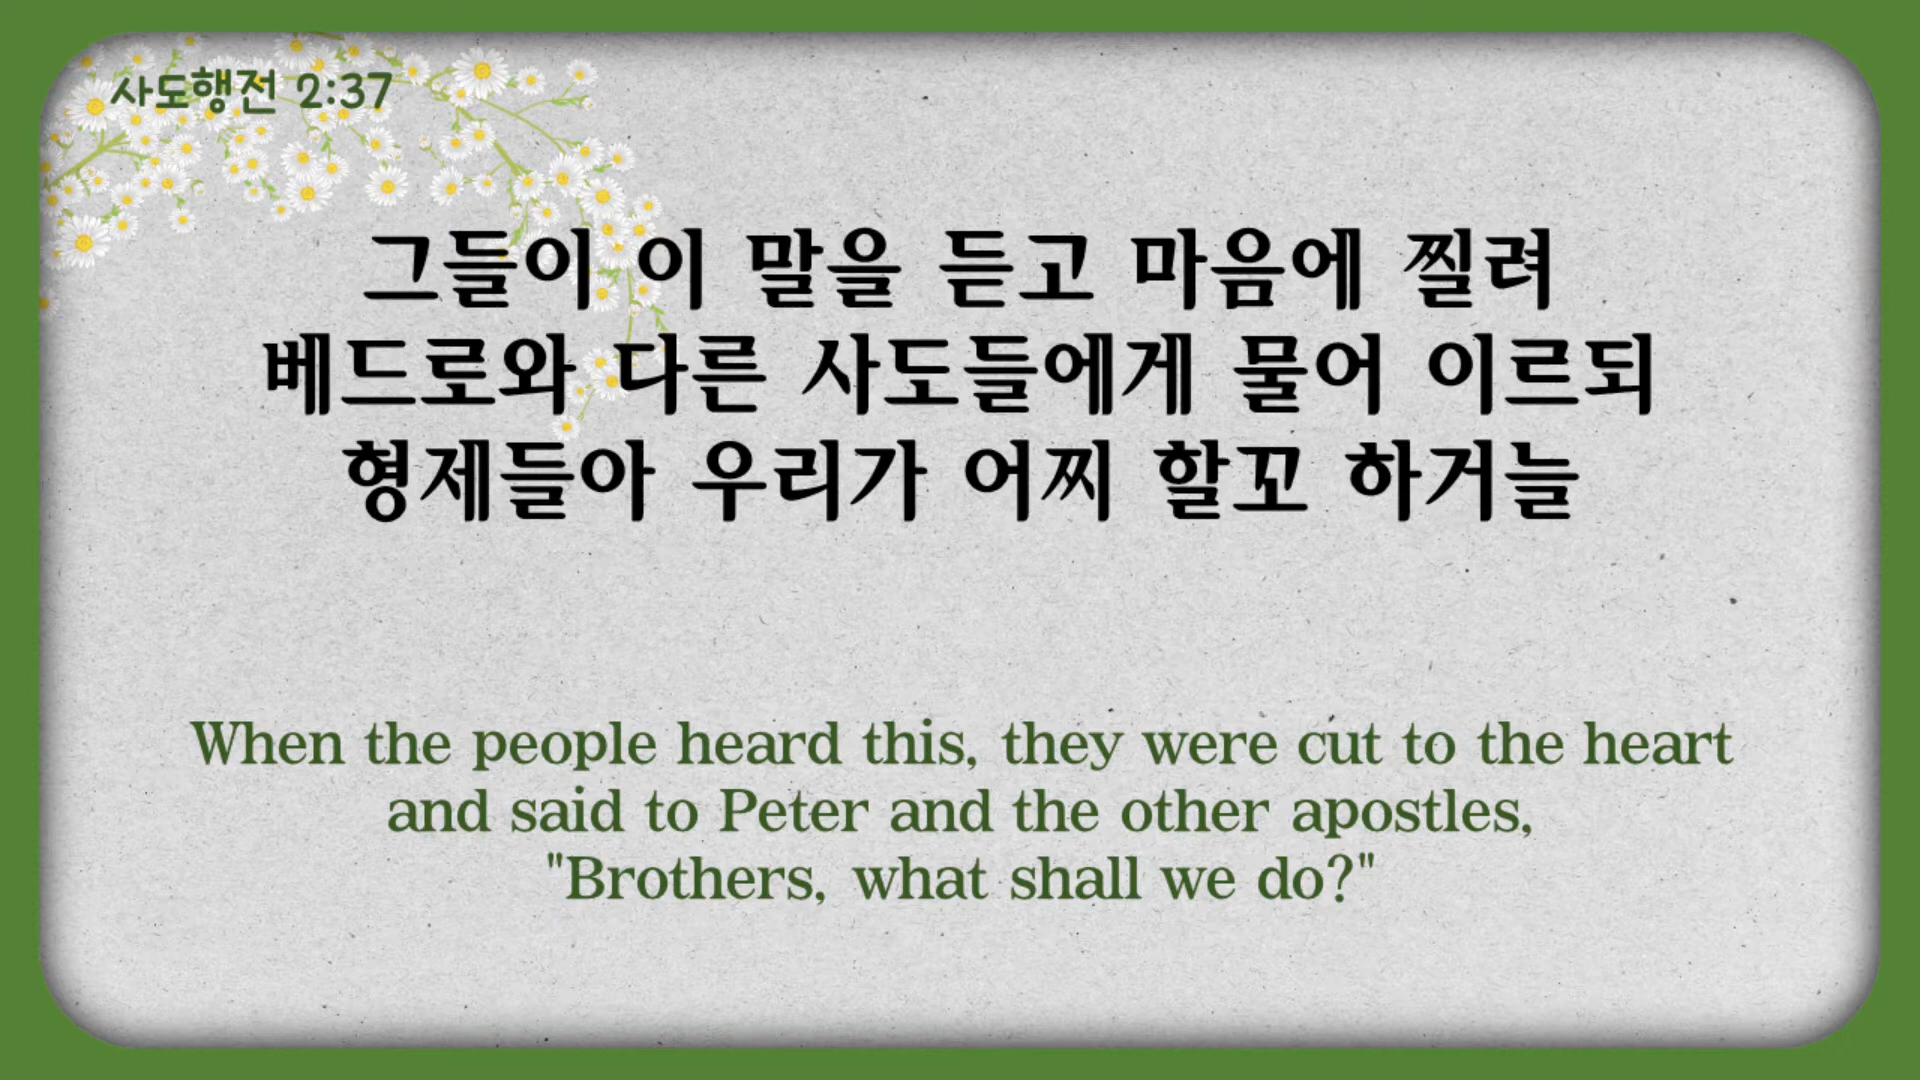 사도행전 2:37
그들이 이 말을 듣고 마음에 찔려
베드로와 다른 사도들에게 물어 이르되
형제들아 우리가 어찌 할꼬 하거늘
When the people heard this, they were cut to the heart
and said to Peter and the other apostles,
"Brothers, what shall we do?"